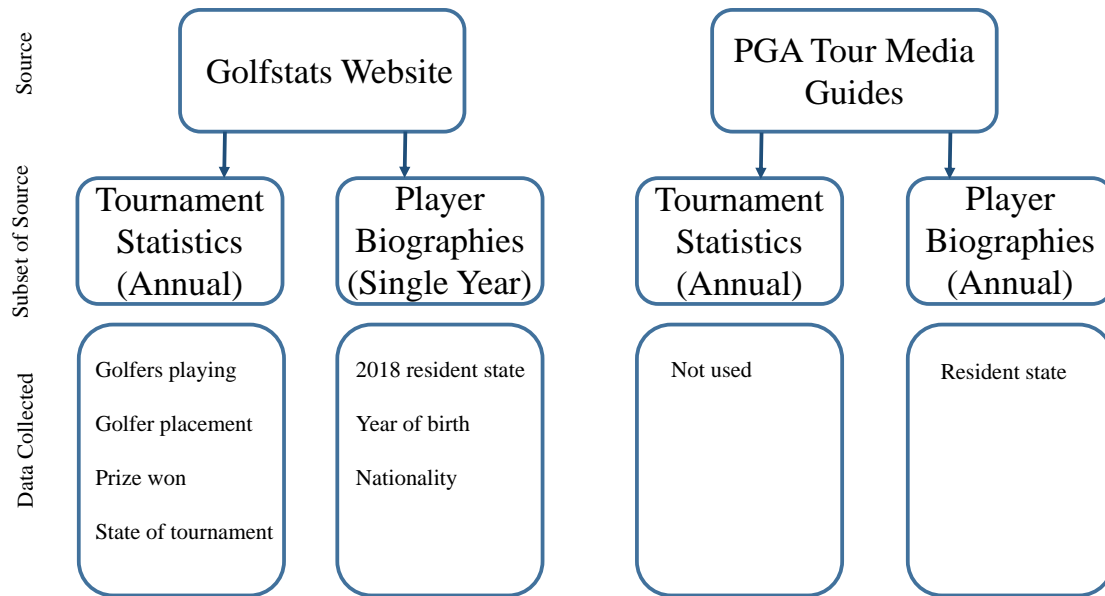 Source
Golfstats Website
PGA Tour Media
Guides
Subset of Source
Tournament
Statistics
(Annual)
Player
Biographies
(Single Year)
Tournament
Statistics
(Annual)
Player
Biographies
(Annual)
Data Collected
Golfers playing
Golfer placement
Prize won
State of tournament
2018 resident state
Year of birth
Nationality
Not used
Resident state